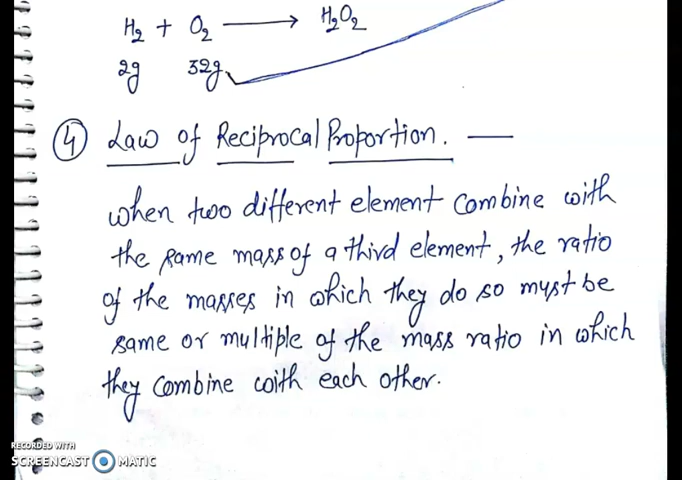 H₂ + O₂ ⟶ H₂O₂
2g 32g
④ Law of Reciprocal Proportion. —
when two different element combine with
the same mass of a third element, the ratio
of the masses in which they do so must be
same or multiple of the mass ratio in which
they combine with each other.
RECORDED WITH
SCREENCAST MATIC